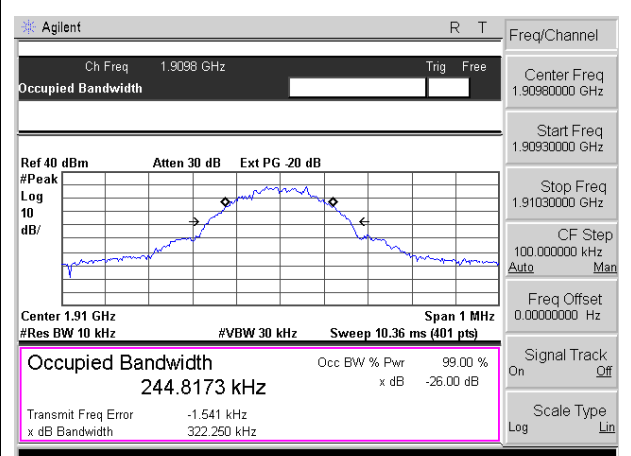 Agilent R T
Ch Freq 1.9098 GHz Trig Free
Occupied Bandwidth
Ref 40 dBm Atten 30 dB Ext PG -20 dB
#Peak
Log
10
dB/
Center 1.91 GHz Span 1 MHz
#Res BW 10 kHz #VBW 30 kHz Sweep 10.36 ms (401 pts)
Occupied Bandwidth Occ BW % Pwr 99.00 %
244.8173 kHz x dB -26.00 dB
Transmit Freq Error -1.541 kHz
x dB Bandwidth 322.250 kHz
Freq/Channel
Center Freq
1.90980000 GHz
Start Freq
1.90930000 GHz
Stop Freq
1.91030000 GHz
CF Step
100.000000 kHz
Auto Man
Freq Offset
0.00000000 Hz
Signal Track
On Off
Scale Type
Log Lin